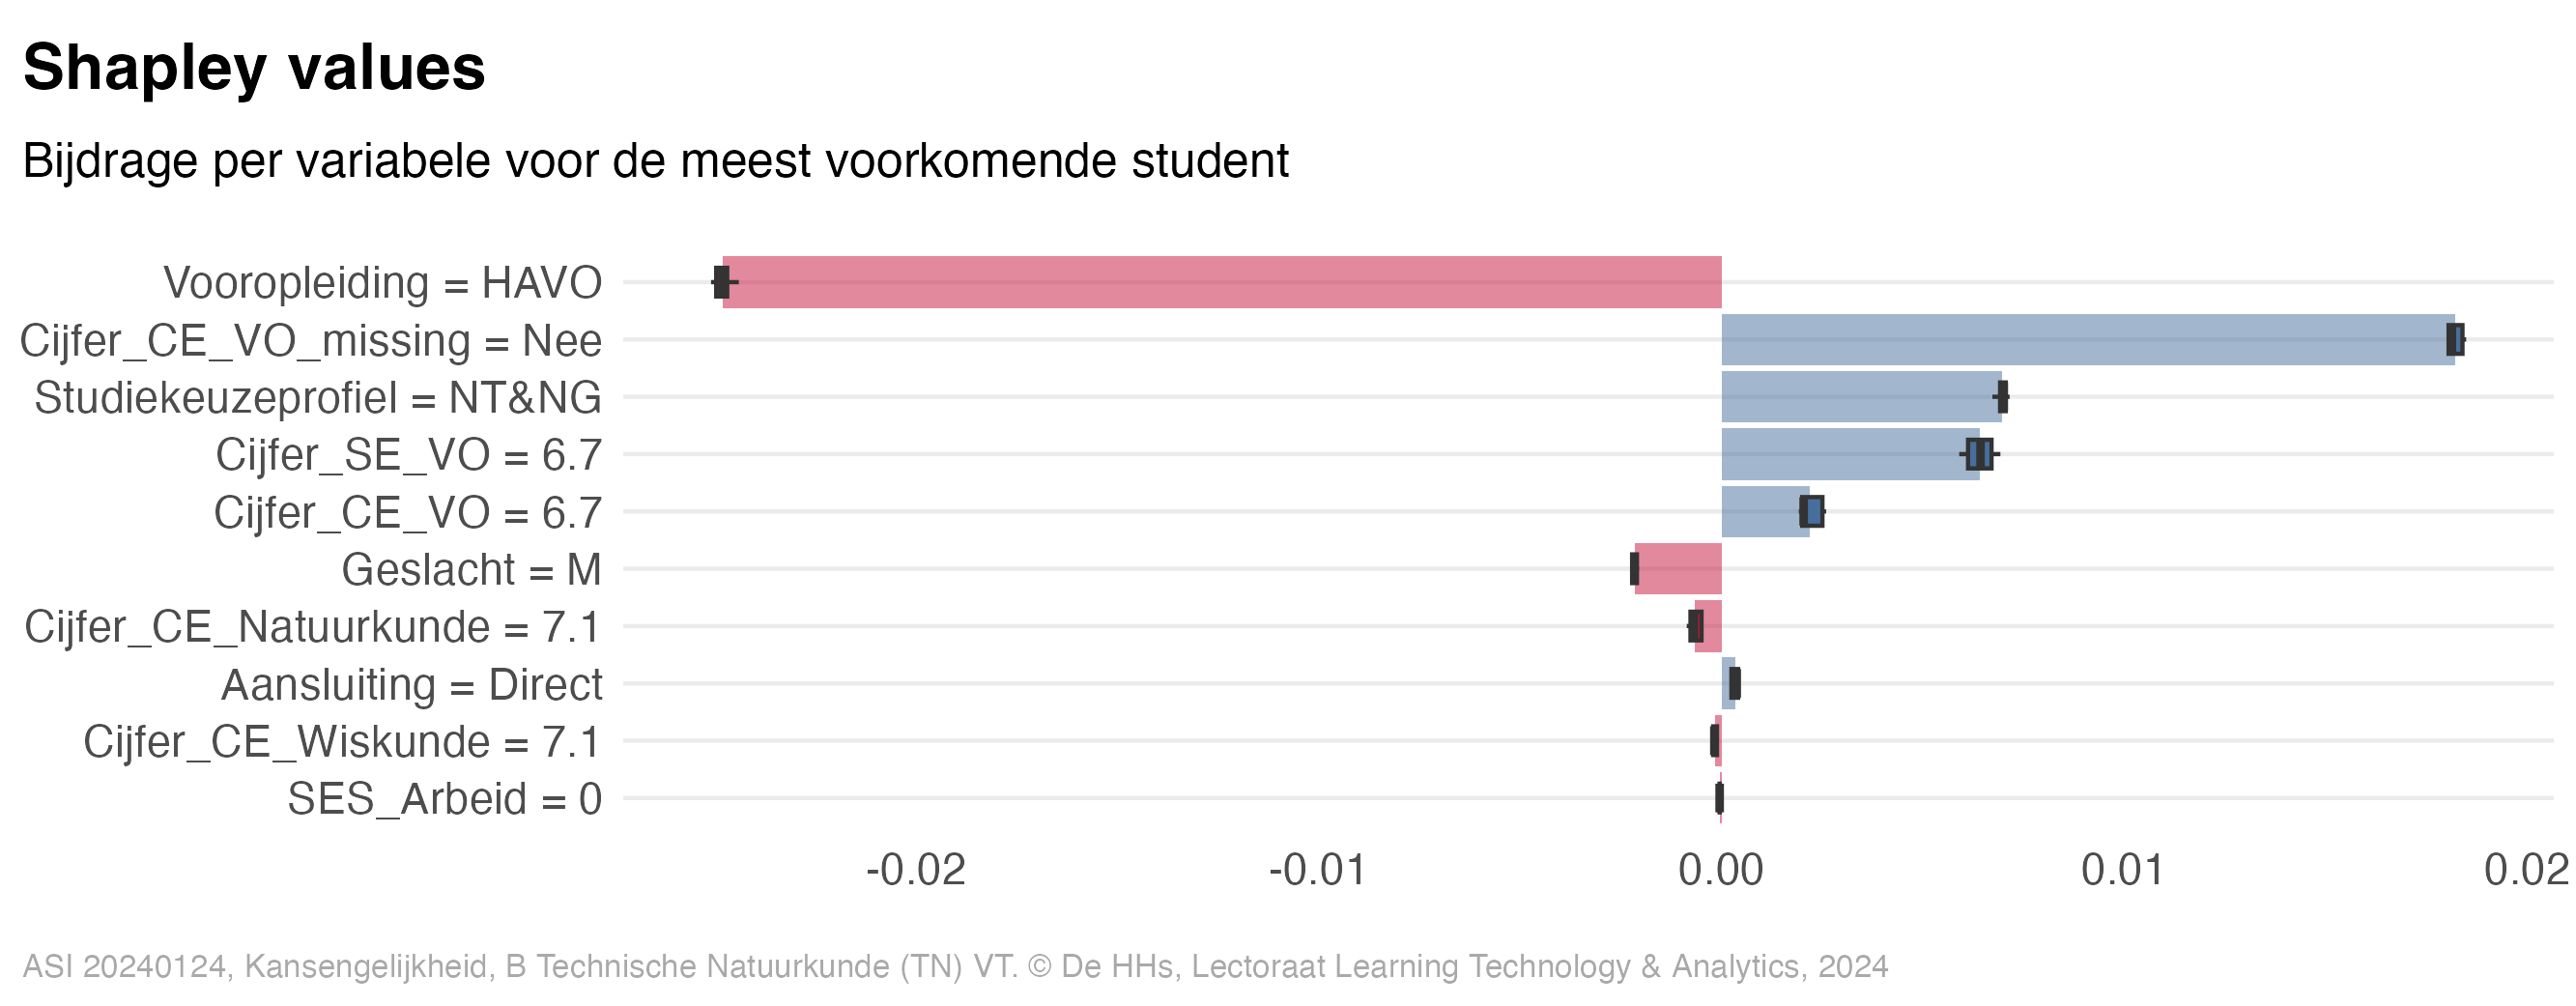 Shapley values
Bijdrage per variabele voor de meest voorkomende student
Vooropleiding = HAVO
Cijfer_CE_VO_missing = Nee
Studiekeuzeprofiel = NT&NG
Cijfer_SE_VO = 6.7
Cijfer_CE_VO = 6.7
Geslacht = M
Cijfer_CE_Natuurkunde = 7.1
Aansluiting = Direct
Cijfer_CE_Wiskunde = 7.1
SES_Arbeid = 0
-0.02 -0.01 0.00 0.01 0.02
ASI 20240124, Kansengelijkheid, B Technische Natuurkunde (TN) VT. © De HHs, Lectoraat Learning Technology & Analytics, 2024